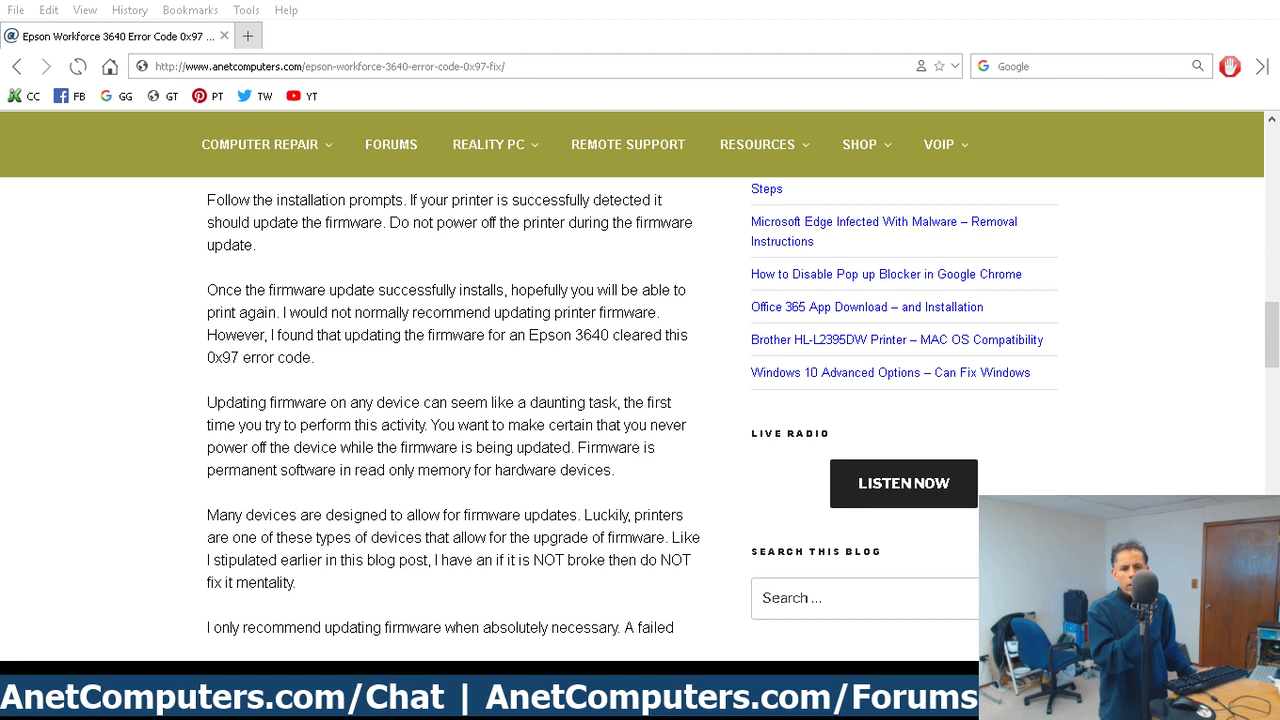 File Edit View History Bookmarks Tools Help
Epson Workforce 3640 Error Code 0x97 ...
http://www.anetcomputers.com/epson-workforce-3640-error-code-0x97-fix/
Google
CC FB GG GT PT TW YT
COMPUTER REPAIR FORUMS REALITY PC REMOTE SUPPORT RESOURCES SHOP VOIP
Follow the installation prompts. If your printer is successfully detected it
should update the firmware. Do not power off the printer during the firmware
update.
Once the firmware update successfully installs, hopefully you will be able to
print again. I would not normally recommend updating printer firmware.
However, I found that updating the firmware for an Epson 3640 cleared this
0x97 error code.
Updating firmware on any device can seem like a daunting task, the first
time you try to perform this activity. You want to make certain that you never
power off the device while the firmware is being updated. Firmware is
permanent software in read only memory for hardware devices.
Many devices are designed to allow for firmware updates. Luckily, printers
are one of these types of devices that allow for the upgrade of firmware. Like
I stipulated earlier in this blog post, I have an if it is NOT broke then do NOT
fix it mentality.
I only recommend updating firmware when absolutely necessary. A failed
Steps
Microsoft Edge Infected With Malware – Removal
Instructions
How to Disable Pop up Blocker in Google Chrome
Office 365 App Download – and Installation
Brother HL-L2395DW Printer – MAC OS Compatibility
Windows 10 Advanced Options – Can Fix Windows
LIVE RADIO
LISTEN NOW
SEARCH THIS BLOG
Search ...
AnetComputers.com/Chat | AnetComputers.com/Forums